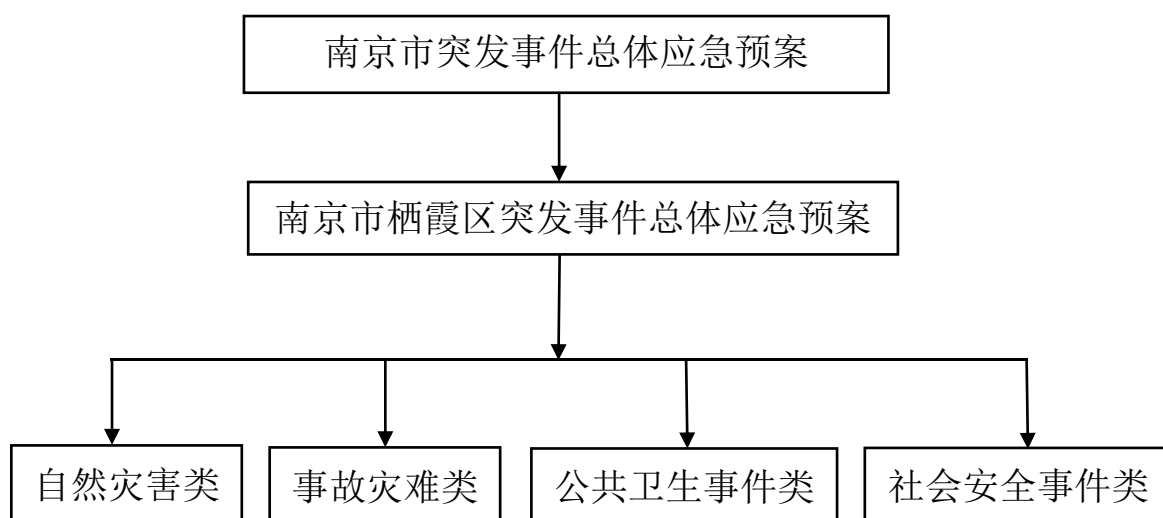 南京市突发事件总体应急预案
南京市栖霞区突发事件总体应急预案
自然灾害类
事故灾难类
公共卫生事件类
社会安全事件类